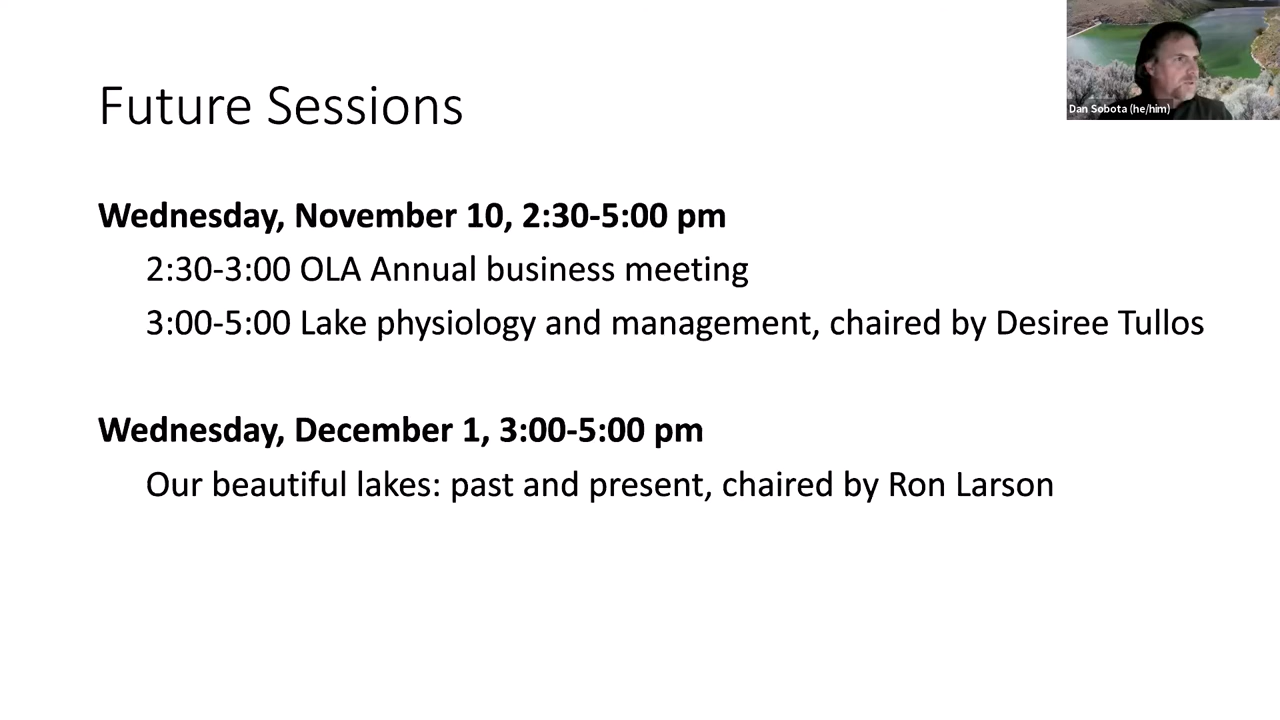 Dan Sobota (he/him)
Future Sessions
Wednesday, November 10, 2:30-5:00 pm
2:30-3:00 OLA Annual business meeting
3:00-5:00 Lake physiology and management, chaired by Desiree Tullos
Wednesday, December 1, 3:00-5:00 pm
Our beautiful lakes: past and present, chaired by Ron Larson